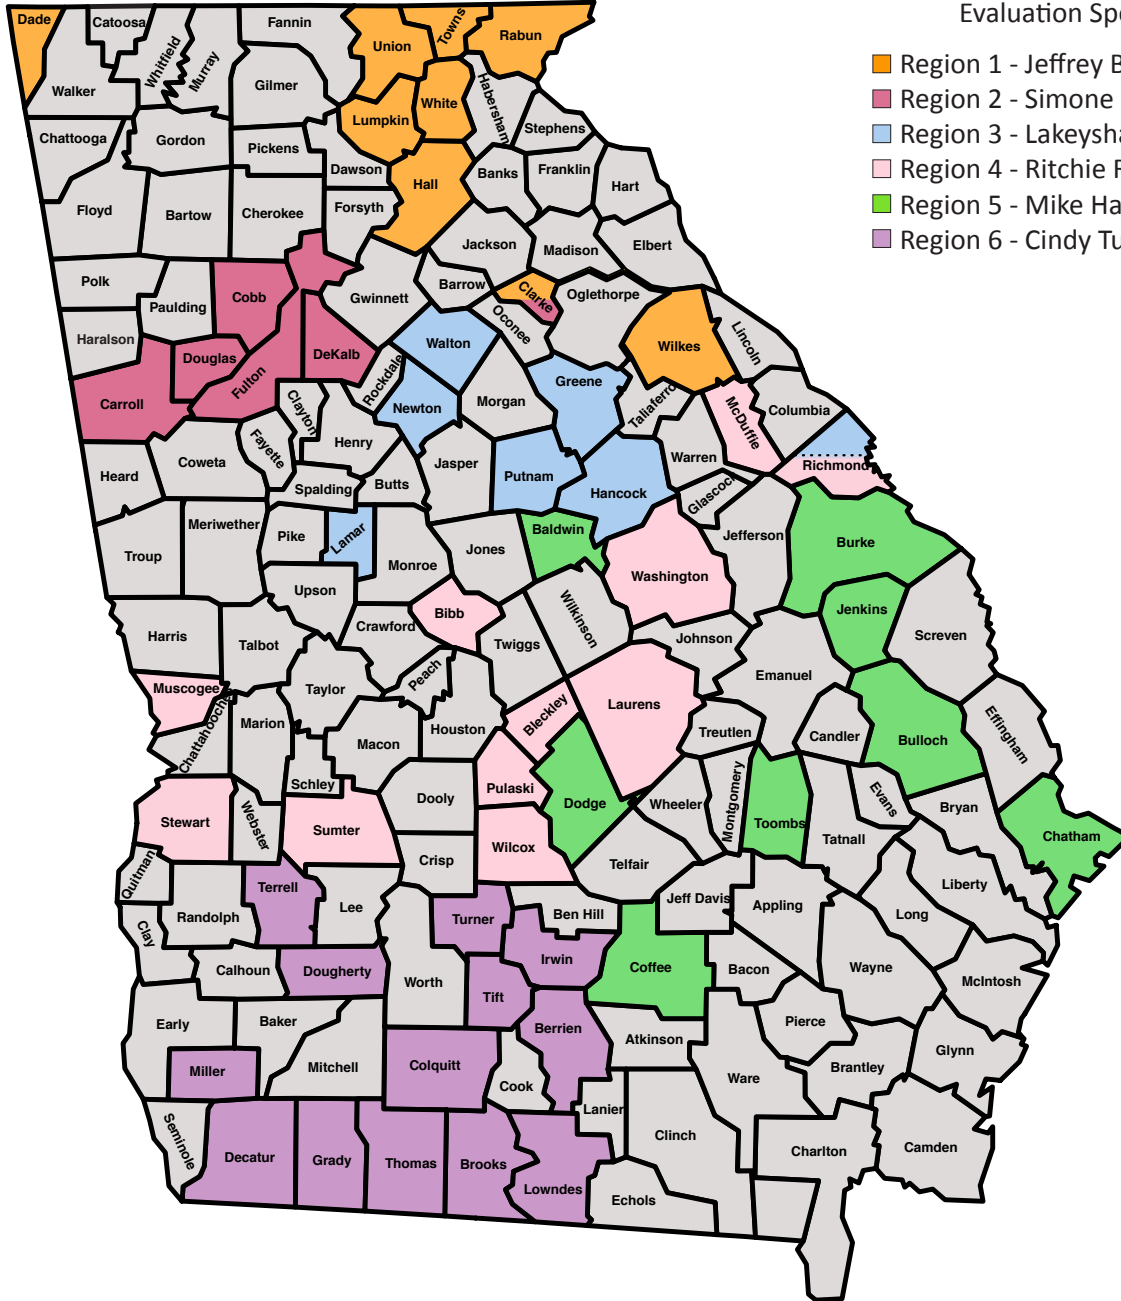 Evaluation Spe
Region 1 - Jeffrey B
Region 2 - Simone
Region 3 - Lakeysha
Region 4 - Ritchie F
Region 5 - Mike Ha
Region 6 - Cindy Tu
Dade
Catoosa
Whitfield
Murray
Fannin
Union
Towns
Rabun
Walker
Gilmer
White
Habersham
Lumpkin
Stephens
Chattooga
Gordon
Pickens
Dawson
Hall
Banks
Franklin
Hart
Floyd
Bartow
Cherokee
Forsyth
Jackson
Madison
Elbert
Polk
Paulding
Cobb
Gwinnett
Barrow
Clarke
Oglethorpe
Oconee
Haralson
Douglas
DeKalb
Walton
Wilkes
Lincoln
Carroll
Fulton
Rockdale
Greene
Clayton
Newton
Morgan
Taliaferro
McDuffie
Columbia
Fayette
Henry
Heard
Coweta
Spalding
Butts
Jasper
Putnam
Hancock
Warren
Glascock
Richmond
Troup
Meriwether
Pike
Lamar
Monroe
Jones
Baldwin
Jefferson
Burke
Upson
Washington
Jenkins
Harris
Talbot
Crawford
Bibb
Twiggs
Wilkinson
Johnson
Screven
Emanuel
Muscogee
Chattahooche
Marion
Taylor
Peach
Houston
Bleckley
Laurens
Treutlen
Candler
Bulloch
Effingham
Macon
Schley
Stewart
Webster
Sumter
Dooly
Pulaski
Dodge
Wheeler
Montgomery
Toombs
Tatnall
Evans
Bryan
Chatham
Quitman
Crisp
Wilcox
Telfair
Liberty
Clay
Randolph
Terrell
Lee
Turner
Ben Hill
Jeff Davis
Appling
Long
Calhoun
Dougherty
Worth
Irwin
Tift
Coffee
Bacon
Wayne
McIntosh
Early
Baker
Mitchell
Berrien
Atkinson
Pierce
Miller
Colquitt
Cook
Ware
Brantley
Glynn
Lanier
Seminole
Decatur
Grady
Thomas
Brooks
Lowndes
Clinch
Echols
Charlton
Camden